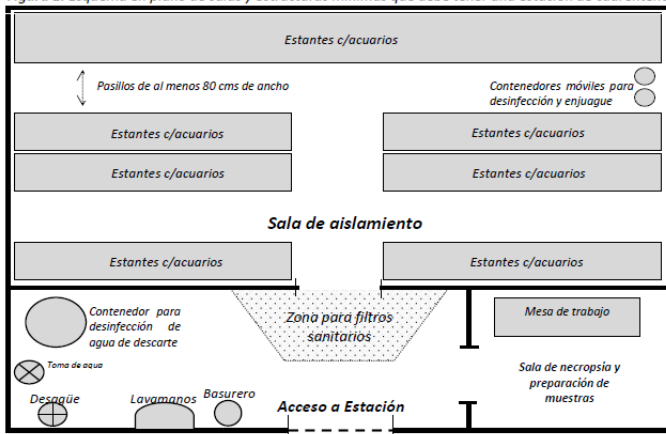 Estantes c/acuarios
Pasillos de al menos 80 cms de ancho
Contenedores móviles para
desinfección y enjuague
Estantes c/acuarios
Estantes c/acuarios
Estantes c/acuarios
Estantes c/acuarios
Sala de aislamiento
Estantes c/acuarios
Estantes c/acuarios
Contenedor para
desinfección de
agua de descarte
Zona para filtros
sanitarios
Mesa de trabajo
Toma de agua
Sala de necropsia y
preparación de
muestras
Desagüe
Lavamanos
Basurero
Acceso a Estación